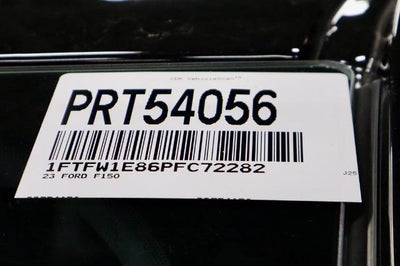 CDK VehicleScan™
PRT54056
1FTFW1E86PFC72282
23 FORD F150
J25